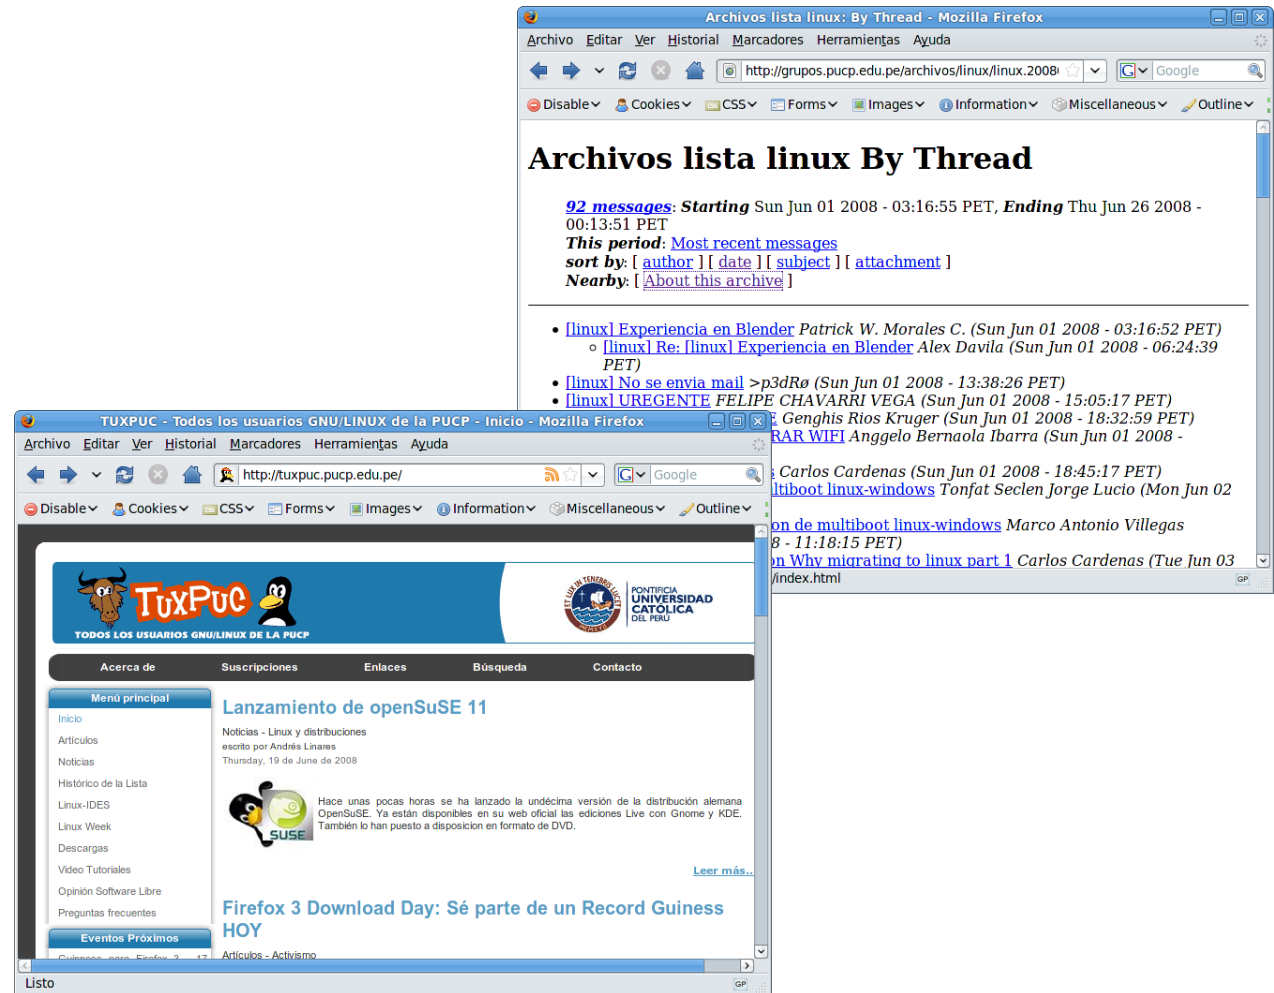 Archivos lista linux: By Thread - Mozilla Firefox
Archivo Editar Ver Historial Marcadores Herramientas Ayuda
http://grupos.pucp.edu.pe/archivos/linux/linux.2008 Google
Disable Cookies CSS Forms Images Information Miscellaneous Outline
Archivos lista linux By Thread
92 messages: Starting Sun Jun 01 2008 - 03:16:55 PET, Ending Thu Jun 26 2008 -
00:13:51 PET
This period: Most recent messages
sort by: [ author ] [ date ] [ subject ] [ attachment ]
Nearby: [ About this archive ]
• [linux] Experiencia en Blender Patrick W. Morales C. (Sun Jun 01 2008 - 03:16:52 PET)
◦ [linux] Re: [linux] Experiencia en Blender Alex Davila (Sun Jun 01 2008 - 06:24:39
PET)
• [linux] No se envia mail >p3dRø (Sun Jun 01 2008 - 13:38:26 PET)
• [linux] UREGENTE FELIPE CHAVARRI VEGA (Sun Jun 01 2008 - 15:05:17 PET)
E Genghis Rios Kruger (Sun Jun 01 2008 - 18:32:59 PET)
RAR WIFI Anggelo Bernaola Ibarra (Sun Jun 01 2008 -
s Carlos Cardenas (Sun Jun 01 2008 - 18:45:17 PET)
ltiboot linux-windows Tonfat Seclen Jorge Lucio (Mon Jun 02
on de multiboot linux-windows Marco Antonio Villegas
8 - 11:18:15 PET)
on Why migrating to linux part 1 Carlos Cardenas (Tue Jun 03
/index.html GP
TUXPUC - Todos los usuarios GNU/LINUX de la PUCP - Inicio - Mozilla Firefox
Archivo Editar Ver Historial Marcadores Herramientas Ayuda
http://tuxpuc.pucp.edu.pe/ Google
Disable Cookies CSS Forms Images Information Miscellaneous Outline
TUXPUC
TODOS LOS USUARIOS GNU/LINUX DE LA PUCP
ET LUX IN TENEBRIS LUCET
MCMXVII
PONTIFICIA
UNIVERSIDAD
CATÓLICA
DEL PERÚ
Acerca de Suscripciones Enlaces Búsqueda Contacto
Menú principal
Inicio
Artículos
Noticias
Histórico de la Lista
Linux-IDES
Linux Week
Descargas
Video Tutoriales
Opinión Software Libre
Preguntas frecuentes
Eventos Próximos
Guinness para Firefox 3 - 17
Lanzamiento de openSuSE 11
Noticias - Linux y distribuciones
escrito por Andrés Linares
Thursday, 19 de June de 2008
SUSE
Hace unas pocas horas se ha lanzado la undécima versión de la distribución alemana
OpenSuSE. Ya están disponibles en su web oficial las ediciones Live con Gnome y KDE.
También lo han puesto a disposicion en formato de DVD.
Leer más...
Firefox 3 Download Day: Sé parte de un Record Guiness
HOY
Artículos - Activismo
Listo GP